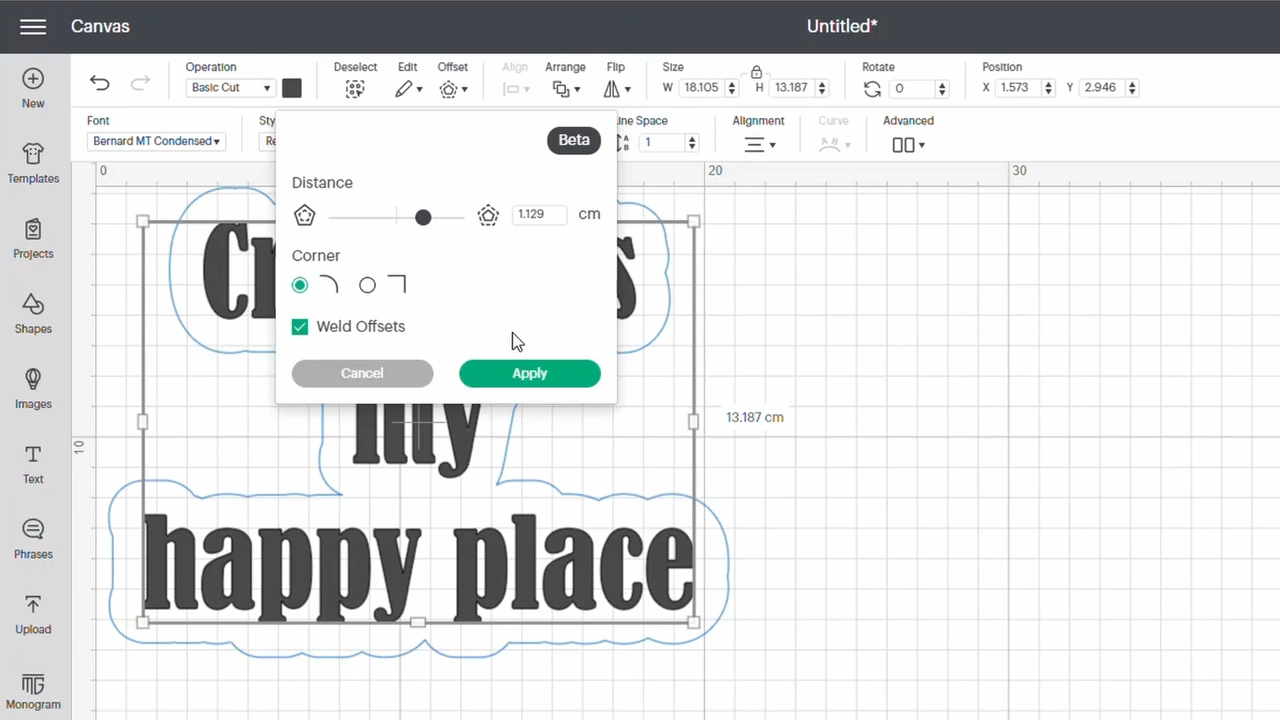 Canvas
Untitled*
Operation
Deselect
Edit
Offset
Align
Arrange
Flip
Size
Rotate
Position
Basic Cut
W 18.105
H 13.187
0
X 1.573
Y 2.946
New
Font
Line Space
Alignment
Curve
Advanced
Bernard MT Condensed
1
Beta
Templates
0
20
30
Distance
1.129 cm
Projects
Corner
Shapes
Weld Offsets
Cancel
Apply
Images
my
13.187 cm
10
Text
happy place
Phrases
Upload
Monogram